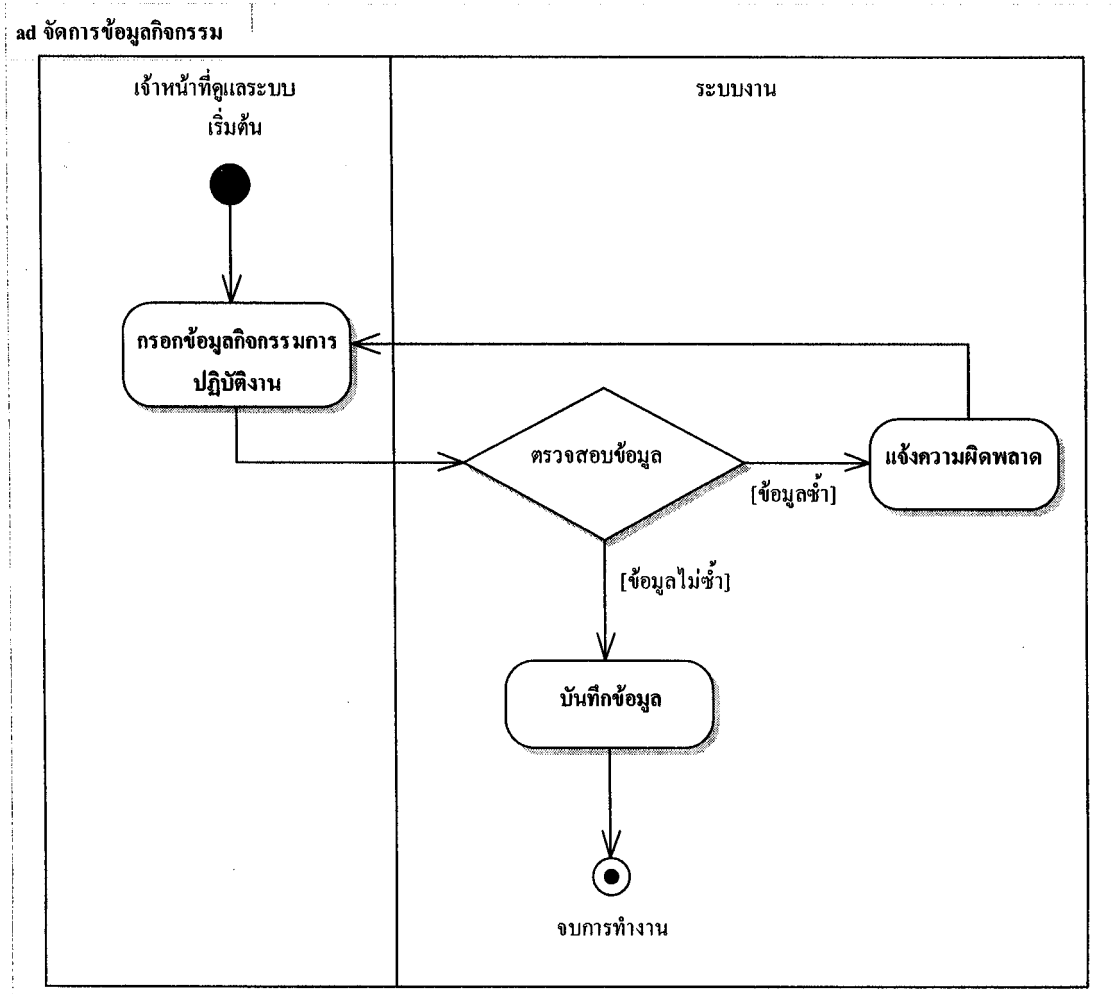 ad จัดการข้อมูลกิจกรรม
เจ้าหน้าที่ดูแลระบบ
ระบบงาน
เริ่มต้น
กรอกข้อมูลกิจกรรมการ
ปฏิบัติงาน
ตรวจสอบข้อมูล
แจ้งความผิดพลาด
[ข้อมูลซ้ำ]
[ข้อมูลไม่ซ้ำ]
บันทึกข้อมูล
จบการทำงาน